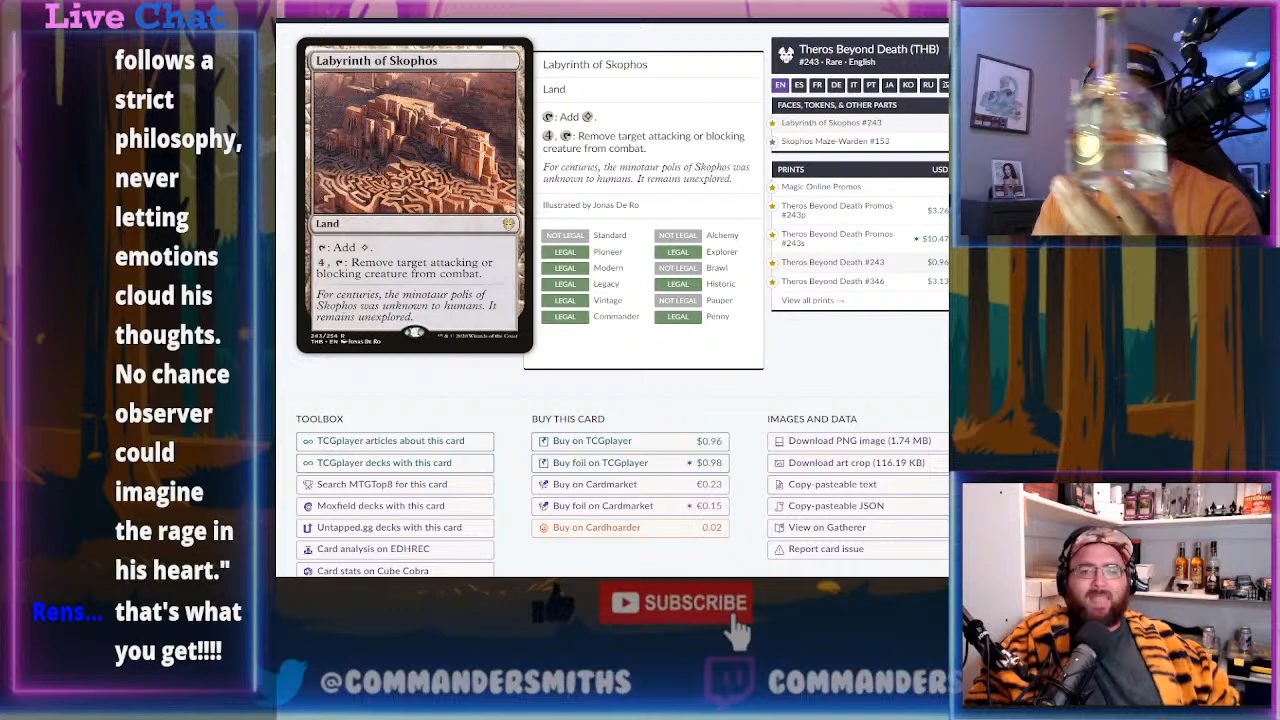 Live Chat
follows a
strict
philosophy,
never
letting
emotions
cloud his
thoughts.
No chance
observer
could
imagine
the rage in
his heart."
Rens... that's what
you get!!!!
Labyrinth of Skophos
Land
: Add .
4, : Remove target attacking or
blocking creature from combat.
For centuries, the minotaur polis of
Skophos was unknown to humans. It
remains unexplored.
243/254 R
THB • EN Jonas De Ro
™ & © 2020 Wizards of the Coast
Labyrinth of Skophos
Land
: Add .
4, : Remove target attacking or blocking
creature from combat.
For centuries, the minotaur polis of Skophos was
unknown to humans. It remains unexplored.
Illustrated by Jonas De Ro
NOT LEGAL Standard NOT LEGAL Alchemy
LEGAL Pioneer LEGAL Explorer
LEGAL Modern NOT LEGAL Brawl
LEGAL Legacy LEGAL Historic
LEGAL Vintage NOT LEGAL Pauper
LEGAL Commander LEGAL Penny
Theros Beyond Death (THB)
#243 · Rare · English
EN ES FR DE IT PT JA KO RU
FACES, TOKENS, & OTHER PARTS
Labyrinth of Skophos #243
Skophos Maze-Warden #153
PRINTS USD
Magic Online Promos
Theros Beyond Death Promos
#243p $3.26
Theros Beyond Death Promos
#243s $10.47
Theros Beyond Death #243 $0.96
Theros Beyond Death #346 $3.13
View all prints →
TOOLBOX
TCGplayer articles about this card
TCGplayer decks with this card
Search MTGTop8 for this card
Moxfield decks with this card
Untapped.gg decks with this card
Card analysis on EDHREC
Card stats on Cube Cobra
BUY THIS CARD
Buy on TCGplayer $0.96
Buy foil on TCGplayer $0.98
Buy on Cardmarket €0.23
Buy foil on Cardmarket €0.15
Buy on Cardhoarder 0.02
IMAGES AND DATA
Download PNG image (1.74 MB)
Download art crop (116.19 KB)
Copy-pasteable text
Copy-pasteable JSON
View on Gatherer
Report card issue
SUBSCRIBE
@COMMANDERSMITHS
COMMANDERS